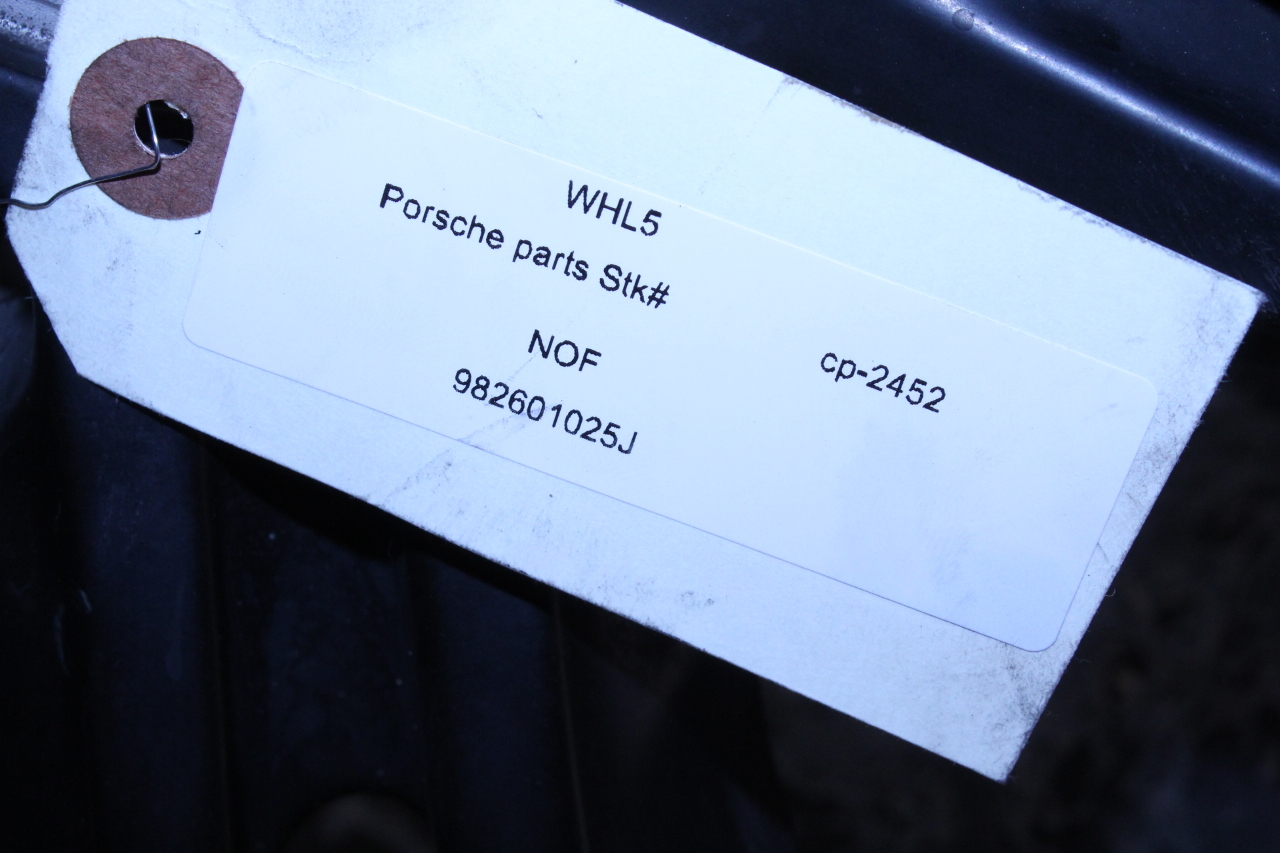 WHL5
Porsche parts Stk#
cp-2452
NOF
982601025J